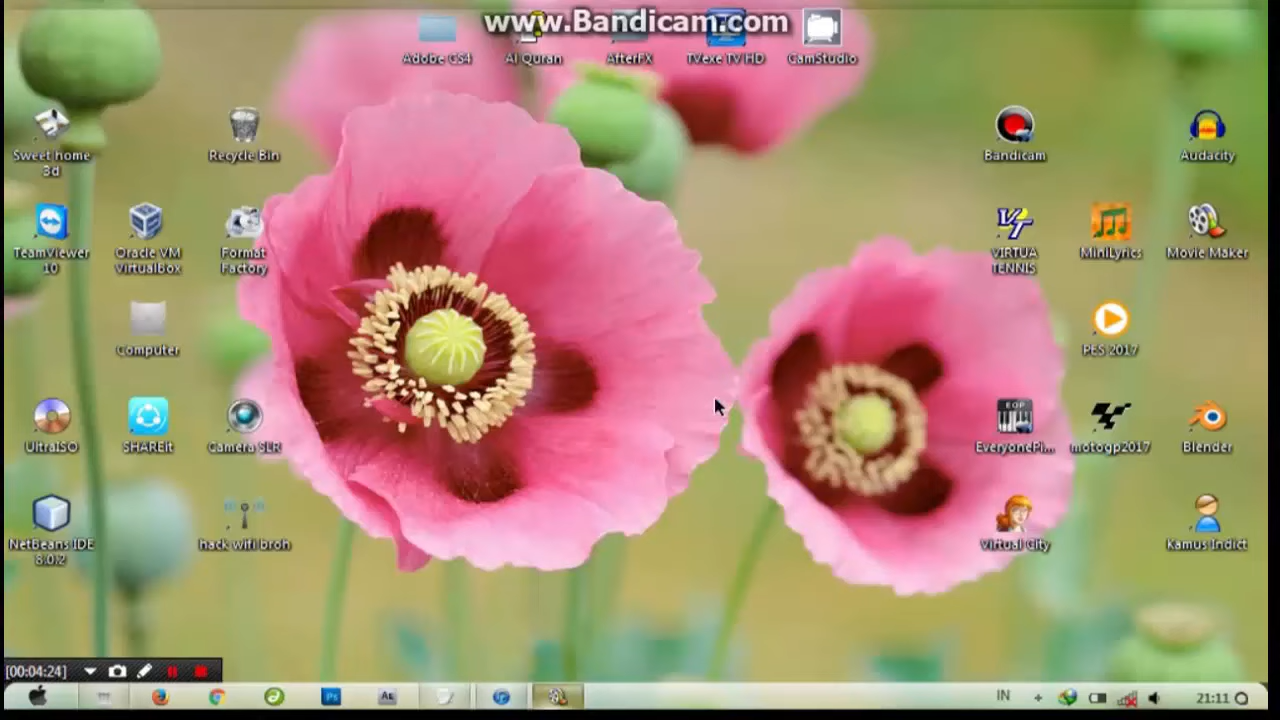 www.Bandicam.com
Adobe CS4
Al Quran
AfterFX
TVexe TV HD
CamStudio
Sweet home
3d
Recycle Bin
Bandicam
Audacity
TeamViewer
10
Oracle VM
VirtualBox
Format
Factory
VIRTUA
TENNIS
MiniLyrics
Movie Maker
Computer
PES 2017
UltraISO
SHAREit
Camera SLR
EOP
EveryonePi...
motogp2017
Blender
NetBeans IDE
8.0.2
hack wifi broh
Virtual City
Kamus Indict
[00:04:24]
Ps
Ae
IN
21:11